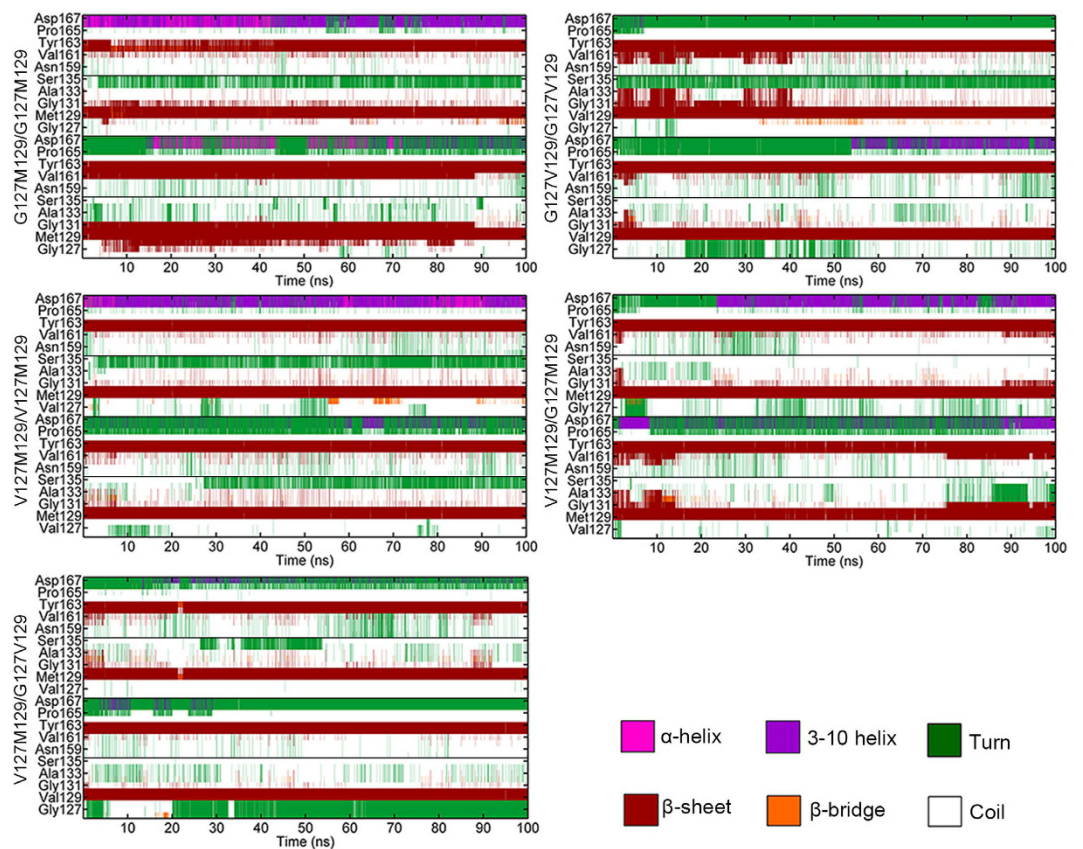 G127M129/G127M129
Asp167
Pro165
Tyr163
Val161
Asn159
Ser135
Ala133
Gly131
Met129
Gly127
Asp167
Pro165
Tyr163
Val161
Asn159
Ser135
Ala133
Gly131
Met129
Gly127
10 20 30 40 50 60 70 80 90 100
Time (ns)
G127V129/G127V129
Asp167
Pro165
Tyr163
Val161
Asn159
Ser135
Ala133
Gly131
Val129
Gly127
Asp167
Pro165
Tyr163
Val161
Asn159
Ser135
Ala133
Gly131
Val129
Gly127
10 20 30 40 50 60 70 80 90 100
Time (ns)
V127M129/V127M129
Asp167
Pro165
Tyr163
Val161
Asn159
Ser135
Ala133
Gly131
Met129
Val127
Asp167
Pro165
Tyr163
Val161
Asn159
Ser135
Ala133
Gly131
Met129
Val127
10 20 30 40 50 60 70 80 90 100
Time (ns)
V127M129/G127M129
Asp167
Pro165
Tyr163
Val161
Asn159
Ser135
Ala133
Gly131
Met129
Gly127
Asp167
Pro165
Tyr163
Val161
Asn159
Ser135
Ala133
Gly131
Met129
Val127
10 20 30 40 50 60 70 80 90 100
Time (ns)
V127M129/G127V129
Asp167
Pro165
Tyr163
Val161
Asn159
Ser135
Ala133
Gly131
Met129
Val127
Asp167
Pro165
Tyr163
Val161
Asn159
Ser135
Ala133
Gly131
Val129
Gly127
10 20 30 40 50 60 70 80 90 100
Time (ns)
α-helix 3-10 helix Turn
β-sheet β-bridge Coil